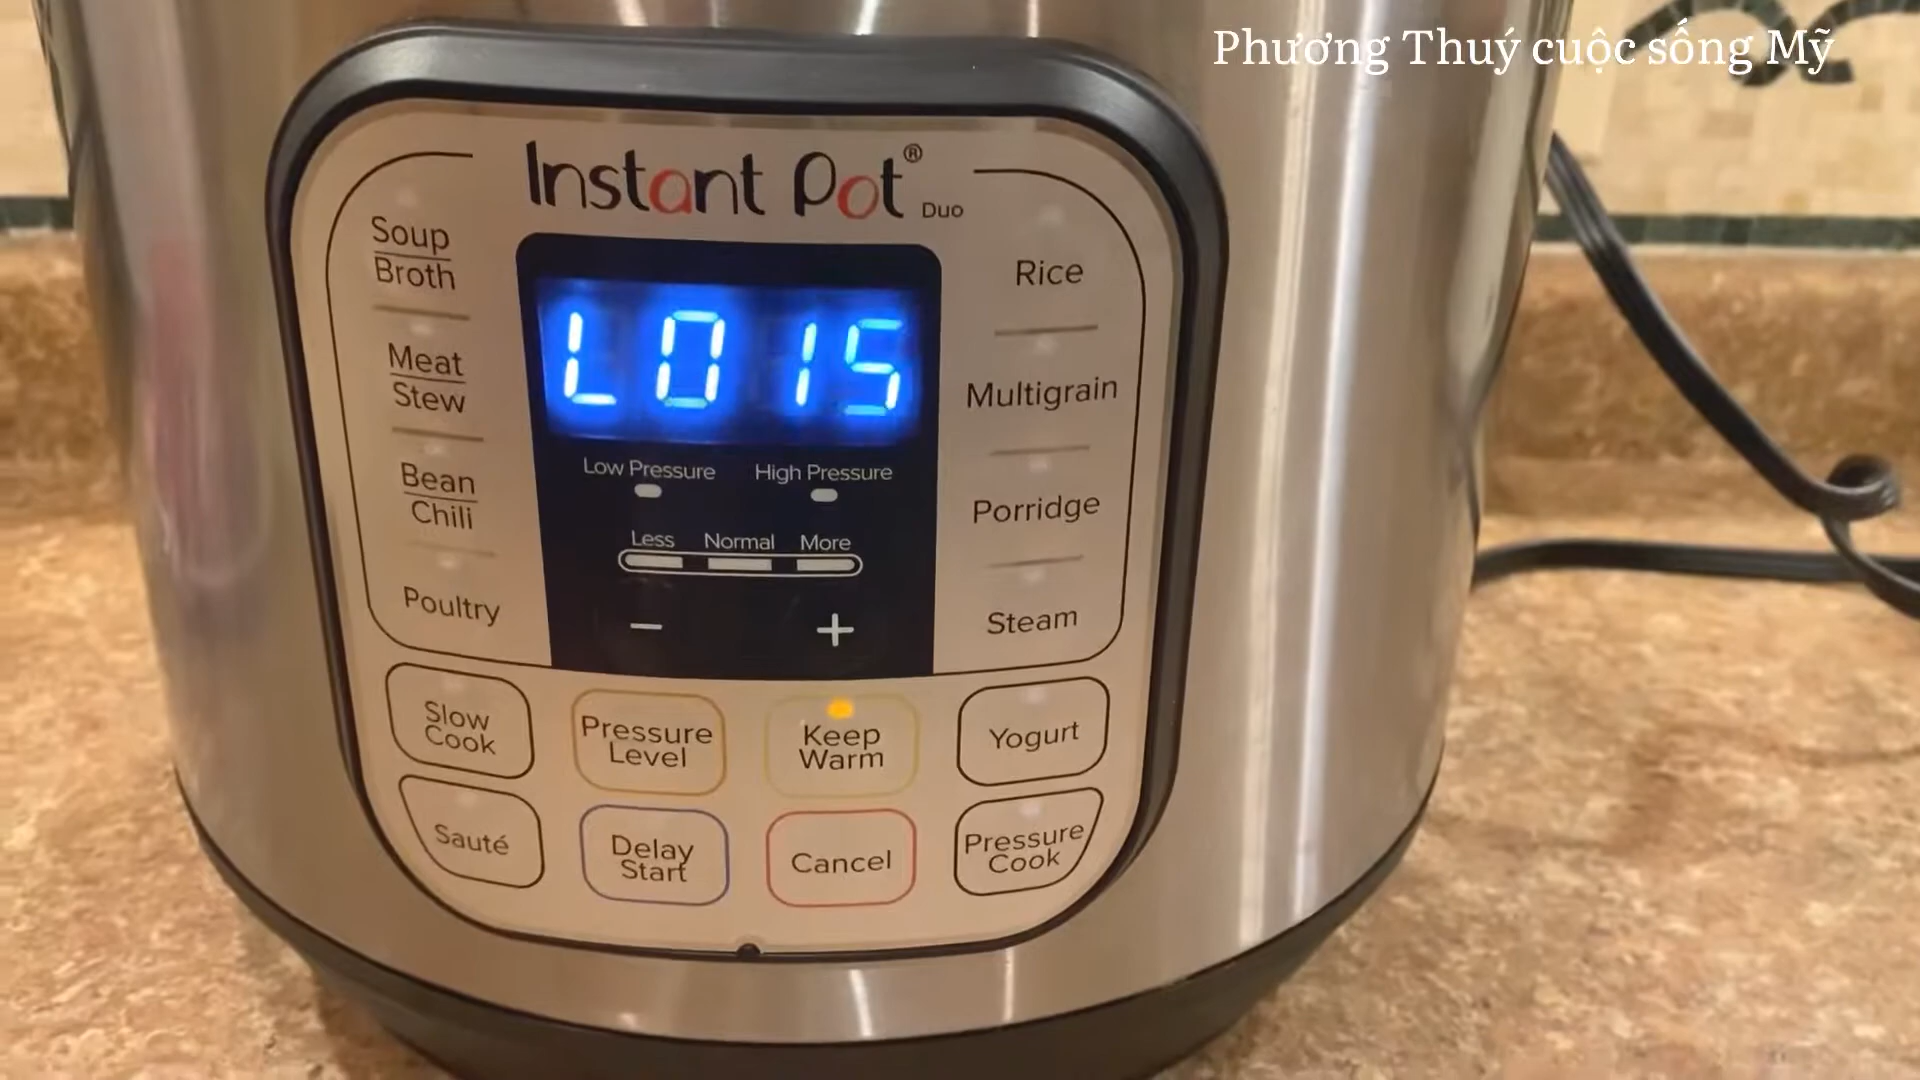 Phương Thuý cuộc sống Mỹ
Instant Pot® Duo
Soup
Broth
Meat
Stew
Bean
Chili
Poultry
L0 15
Low Pressure High Pressure
Less Normal More
− +
Rice
Multigrain
Porridge
Steam
Slow
Cook
Pressure
Level
Keep
Warm
Yogurt
Sauté
Delay
Start
Cancel
Pressure
Cook